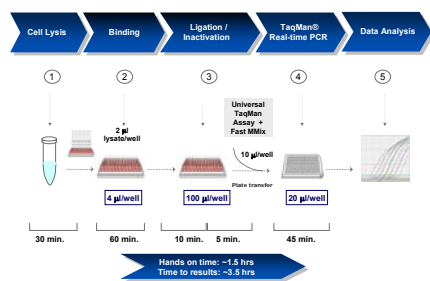 Cell Lysis
Binding
Ligation /
Inactivation
TaqMan®
Real-time PCR
Data Analysis
1
2
3
4
5
2 µl
lysate/well
Universal
TaqMan
Assay +
Fast MMix
10 µl/well
Plate transfer
4 µl/well
100 µl/well
20 µl/well
30 min.
60 min.
10 min.
5 min.
45 min.
Hands on time: ~1.5 hrs
Time to results: ~3.5 hrs